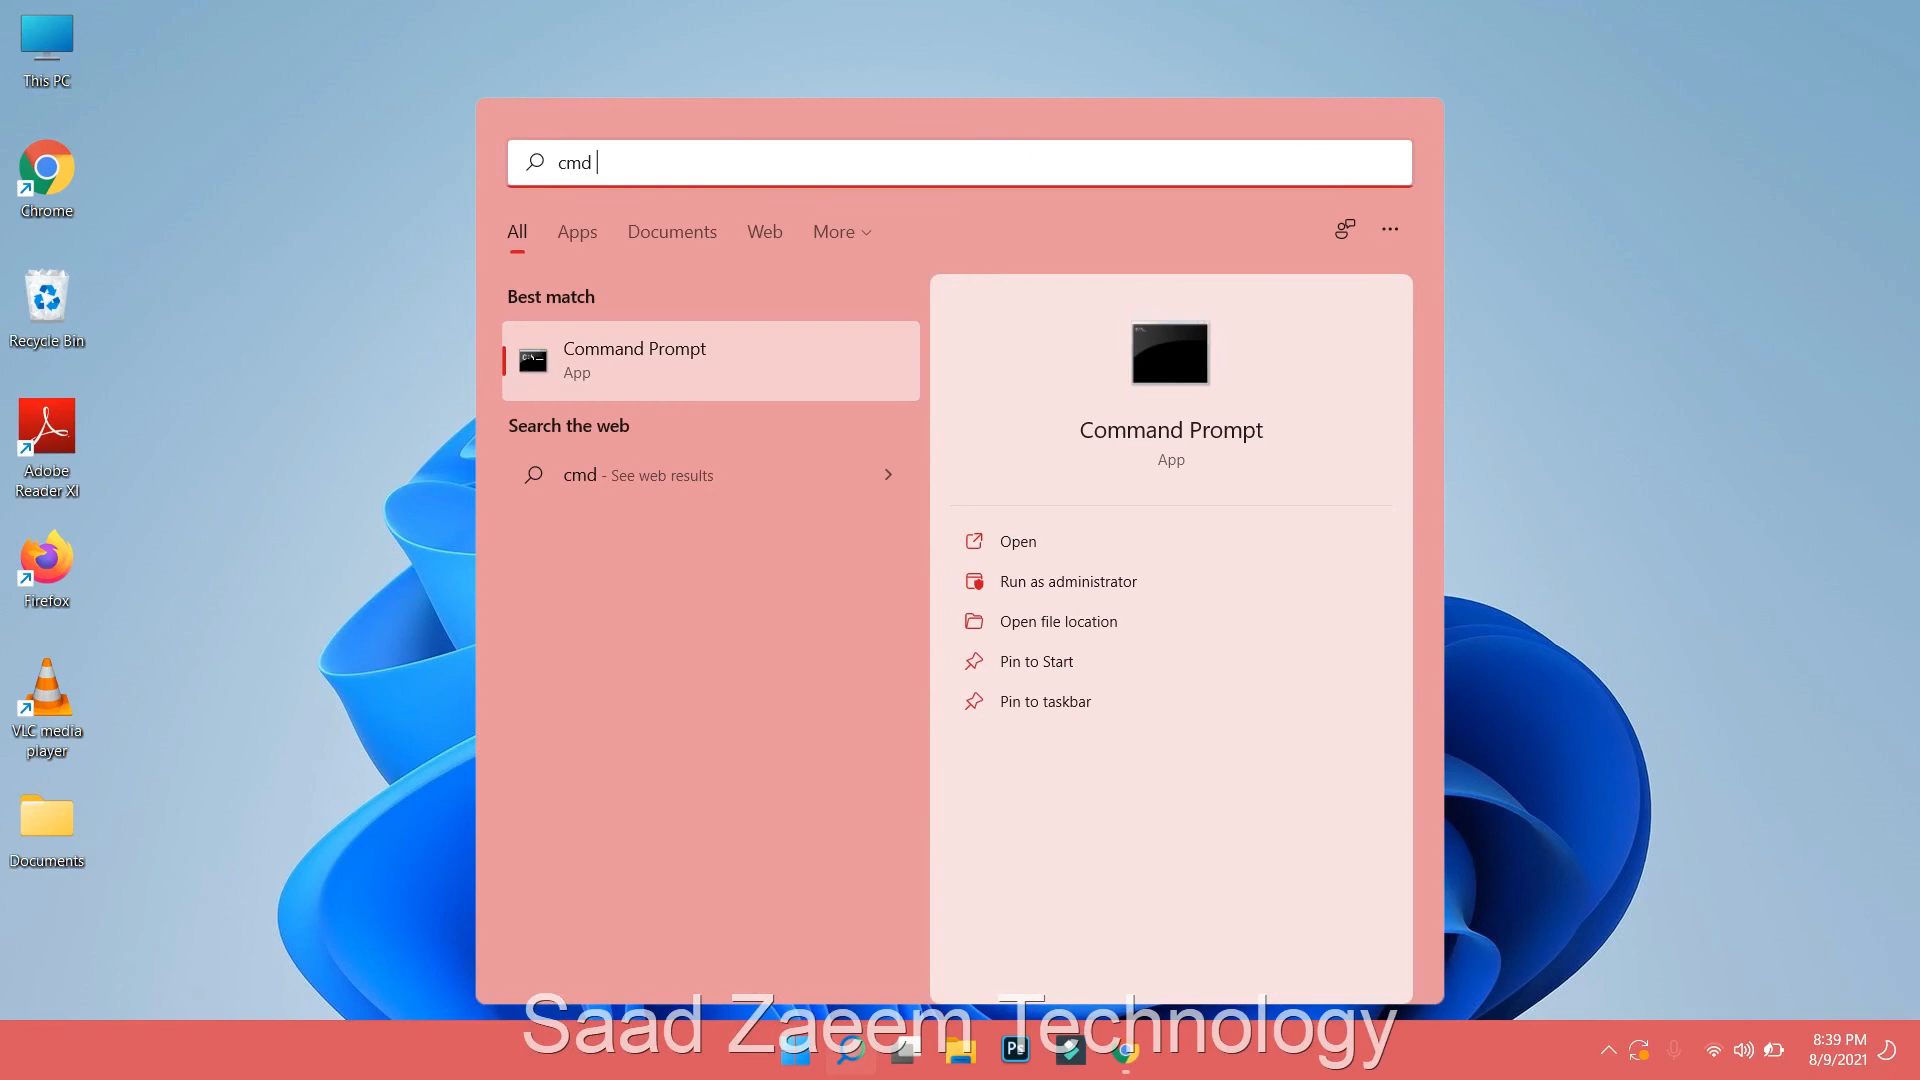 This PC
Chrome
Recycle Bin
Adobe
Reader XI
Firefox
VLC media
player
Documents
cmd
All Apps Documents Web More
Best match
Command Prompt
App
Search the web
cmd - See web results
Command Prompt
App
Open
Run as administrator
Open file location
Pin to Start
Pin to taskbar
Saad Zaeem Technology
Ps
8:39 PM
8/9/2021